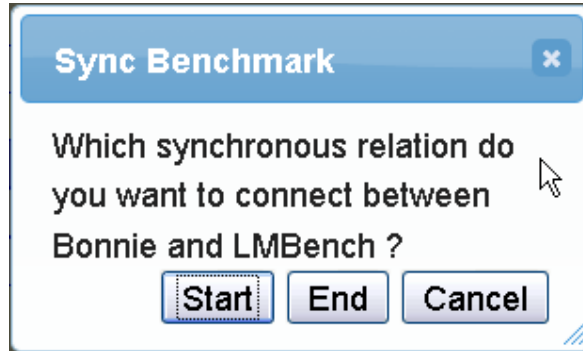 Sync Benchmark
Which synchronous relation do
you want to connect between
Bonnie and LMBench ?
Start End Cancel